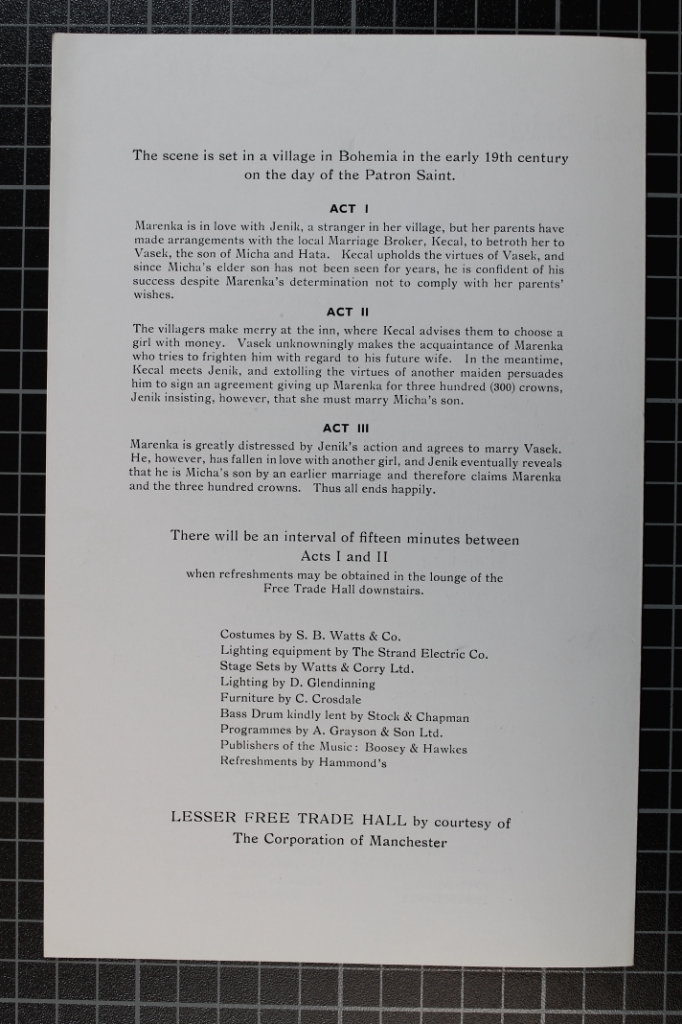 The scene is set in a village in Bohemia in the early 19th century
on the day of the Patron Saint.
ACT I
Marenka is in love with Jenik, a stranger in her village, but her parents have
made arrangements with the local Marriage Broker, Kecal, to betroth her to
Vasek, the son of Micha and Hata. Kecal upholds the virtues of Vasek, and
since Micha's elder son has not been seen for years, he is confident of his
success despite Marenka's determination not to comply with her parents'
wishes.
ACT II
The villagers make merry at the inn, where Kecal advises them to choose a
girl with money. Vasek unknowningly makes the acquaintance of Marenka
who tries to frighten him with regard to his future wife. In the meantime,
Kecal meets Jenik, and extolling the virtues of another maiden persuades
him to sign an agreement giving up Marenka for three hundred (300) crowns,
Jenik insisting, however, that she must marry Micha's son.
ACT III
Marenka is greatly distressed by Jenik's action and agrees to marry Vasek.
He, however, has fallen in love with another girl, and Jenik eventually reveals
that he is Micha's son by an earlier marriage and therefore claims Marenka
and the three hundred crowns. Thus all ends happily.
There will be an interval of fifteen minutes between
Acts I and II
when refreshments may be obtained in the lounge of the
Free Trade Hall downstairs.
Costumes by S. B. Watts & Co.
Lighting equipment by The Strand Electric Co.
Stage Sets by Watts & Corry Ltd.
Lighting by D. Glendinning
Furniture by C. Crosdale
Bass Drum kindly lent by Stock & Chapman
Programmes by A. Grayson & Son Ltd.
Publishers of the Music: Boosey & Hawkes
Refreshments by Hammond's
LESSER FREE TRADE HALL by courtesy of
The Corporation of Manchester